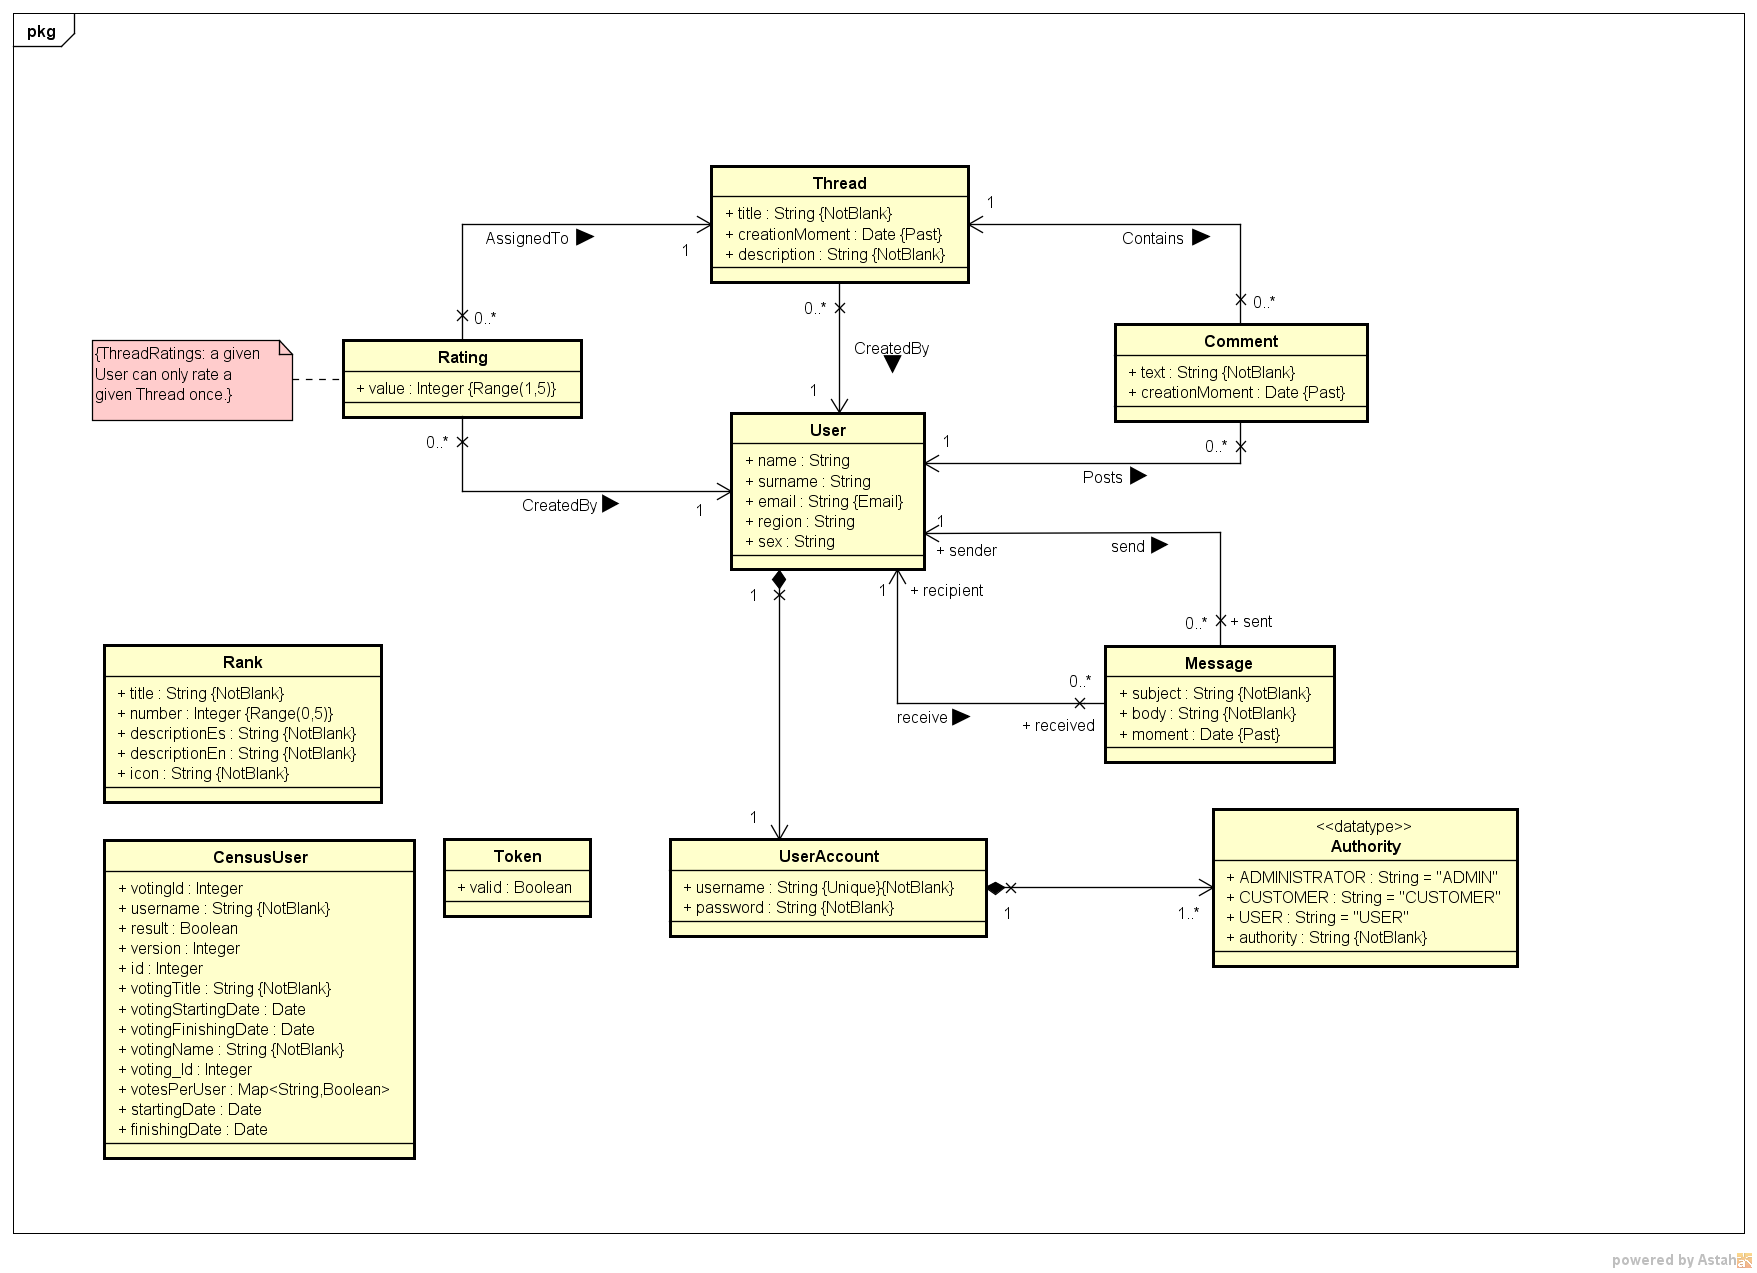 pkg
Thread
+ title : String {NotBlank}
+ creationMoment : Date {Past}
+ description : String {NotBlank}
1
AssignedTo
1
Contains
0..*
0..*
0..*
0..*
{ThreadRatings: a given
User can only rate a
given Thread once.}
Rating
+ value : Integer {Range(1,5)}
CreatedBy
1
Comment
+ text : String {NotBlank}
+ creationMoment : Date {Past}
0..*
0..*
User
+ name : String
+ surname : String
+ email : String {Email}
+ region : String
+ sex : String
1
Posts
CreatedBy
1
1
+ sender
send
1
1
+ recipient
0..*
+ sent
Rank
+ title : String {NotBlank}
+ number : Integer {Range(0,5)}
+ descriptionEs : String {NotBlank}
+ descriptionEn : String {NotBlank}
+ icon : String {NotBlank}
Message
+ subject : String {NotBlank}
+ body : String {NotBlank}
+ moment : Date {Past}
0..*
receive
+ received
1
CensusUser
+ votingId : Integer
+ username : String {NotBlank}
+ result : Boolean
+ version : Integer
+ id : Integer
+ votingTitle : String {NotBlank}
+ votingStartingDate : Date
+ votingFinishingDate : Date
+ votingName : String {NotBlank}
+ voting_Id : Integer
+ votesPerUser : Map<String,Boolean>
+ startingDate : Date
+ finishingDate : Date
Token
+ valid : Boolean
UserAccount
+ username : String {Unique}{NotBlank}
+ password : String {NotBlank}
1
1..*
<<datatype>>
Authority
+ ADMINISTRATOR : String = "ADMIN"
+ CUSTOMER : String = "CUSTOMER"
+ USER : String = "USER"
+ authority : String {NotBlank}
powered by Astah